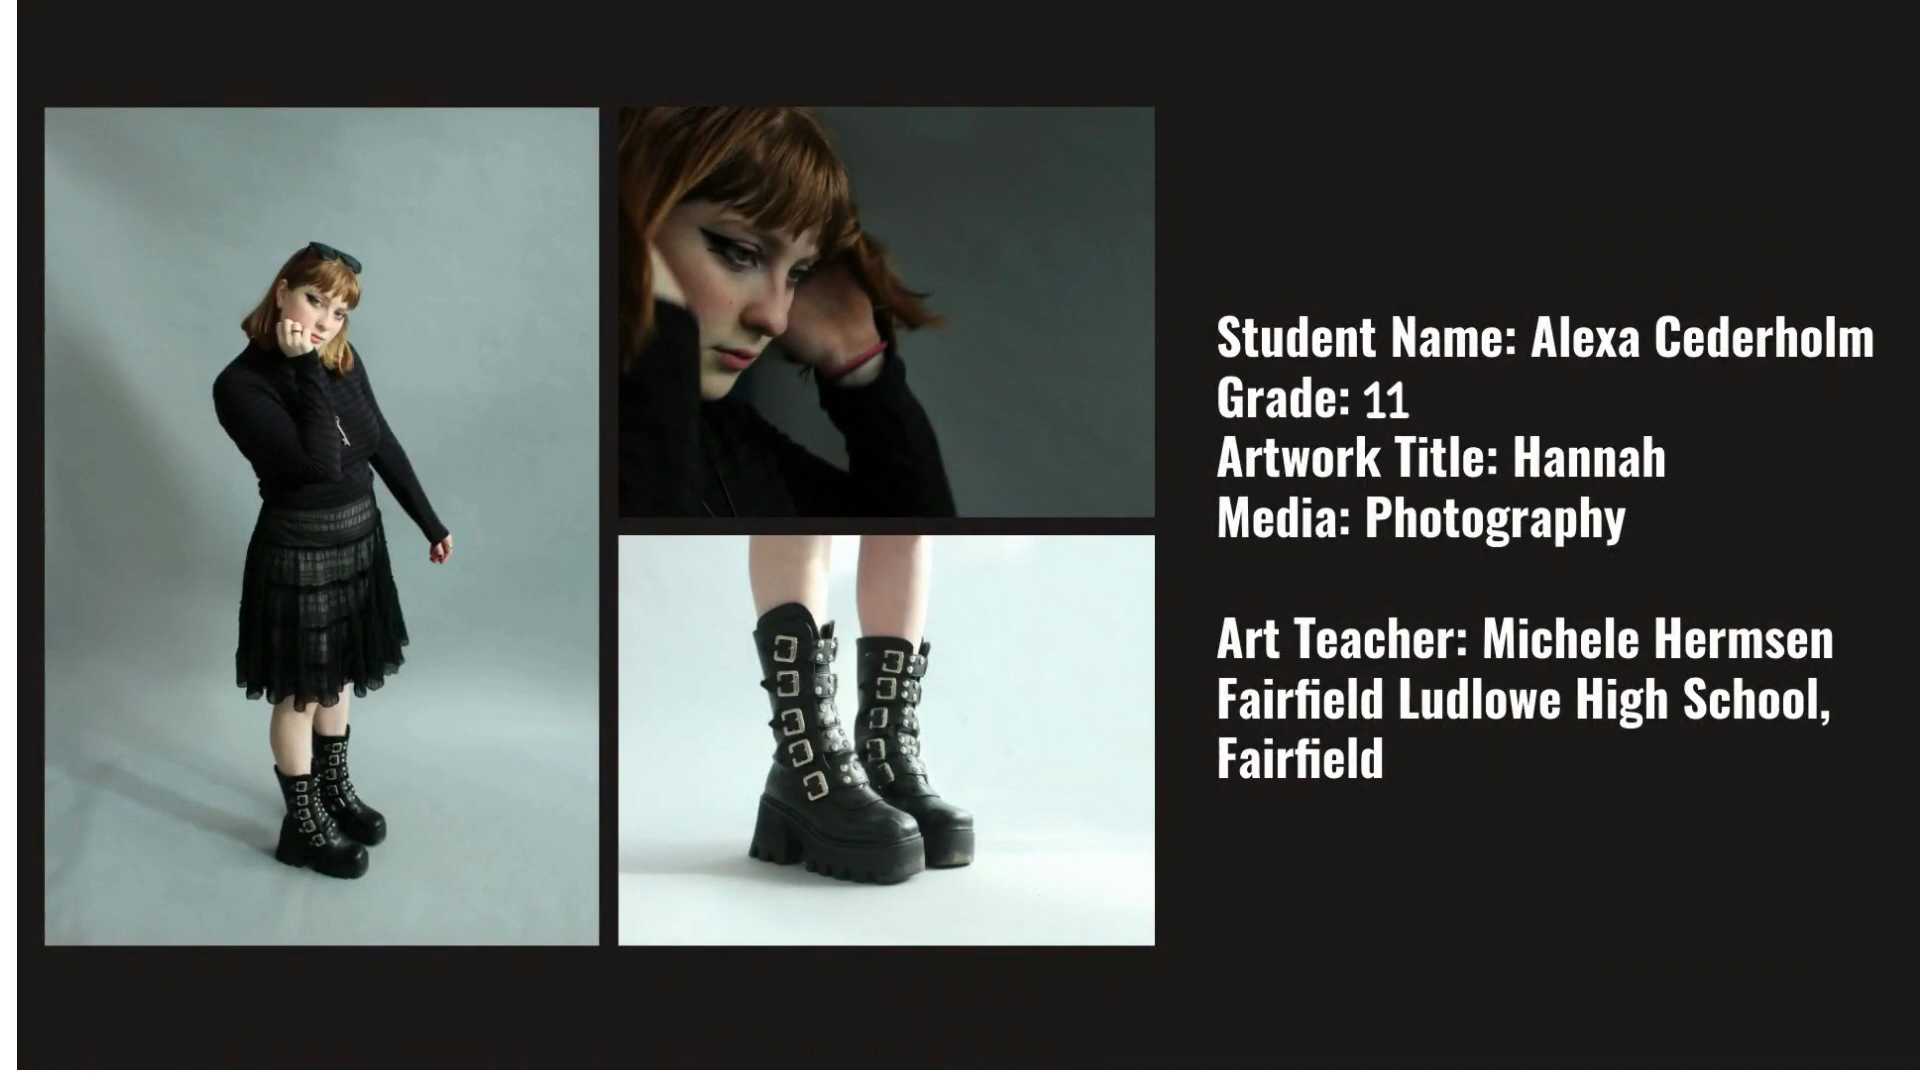 Student Name: Alexa Cederholm
Grade: 11
Artwork Title: Hannah
Media: Photography
Art Teacher: Michele Hermsen
Fairfield Ludlowe High School,
Fairfield